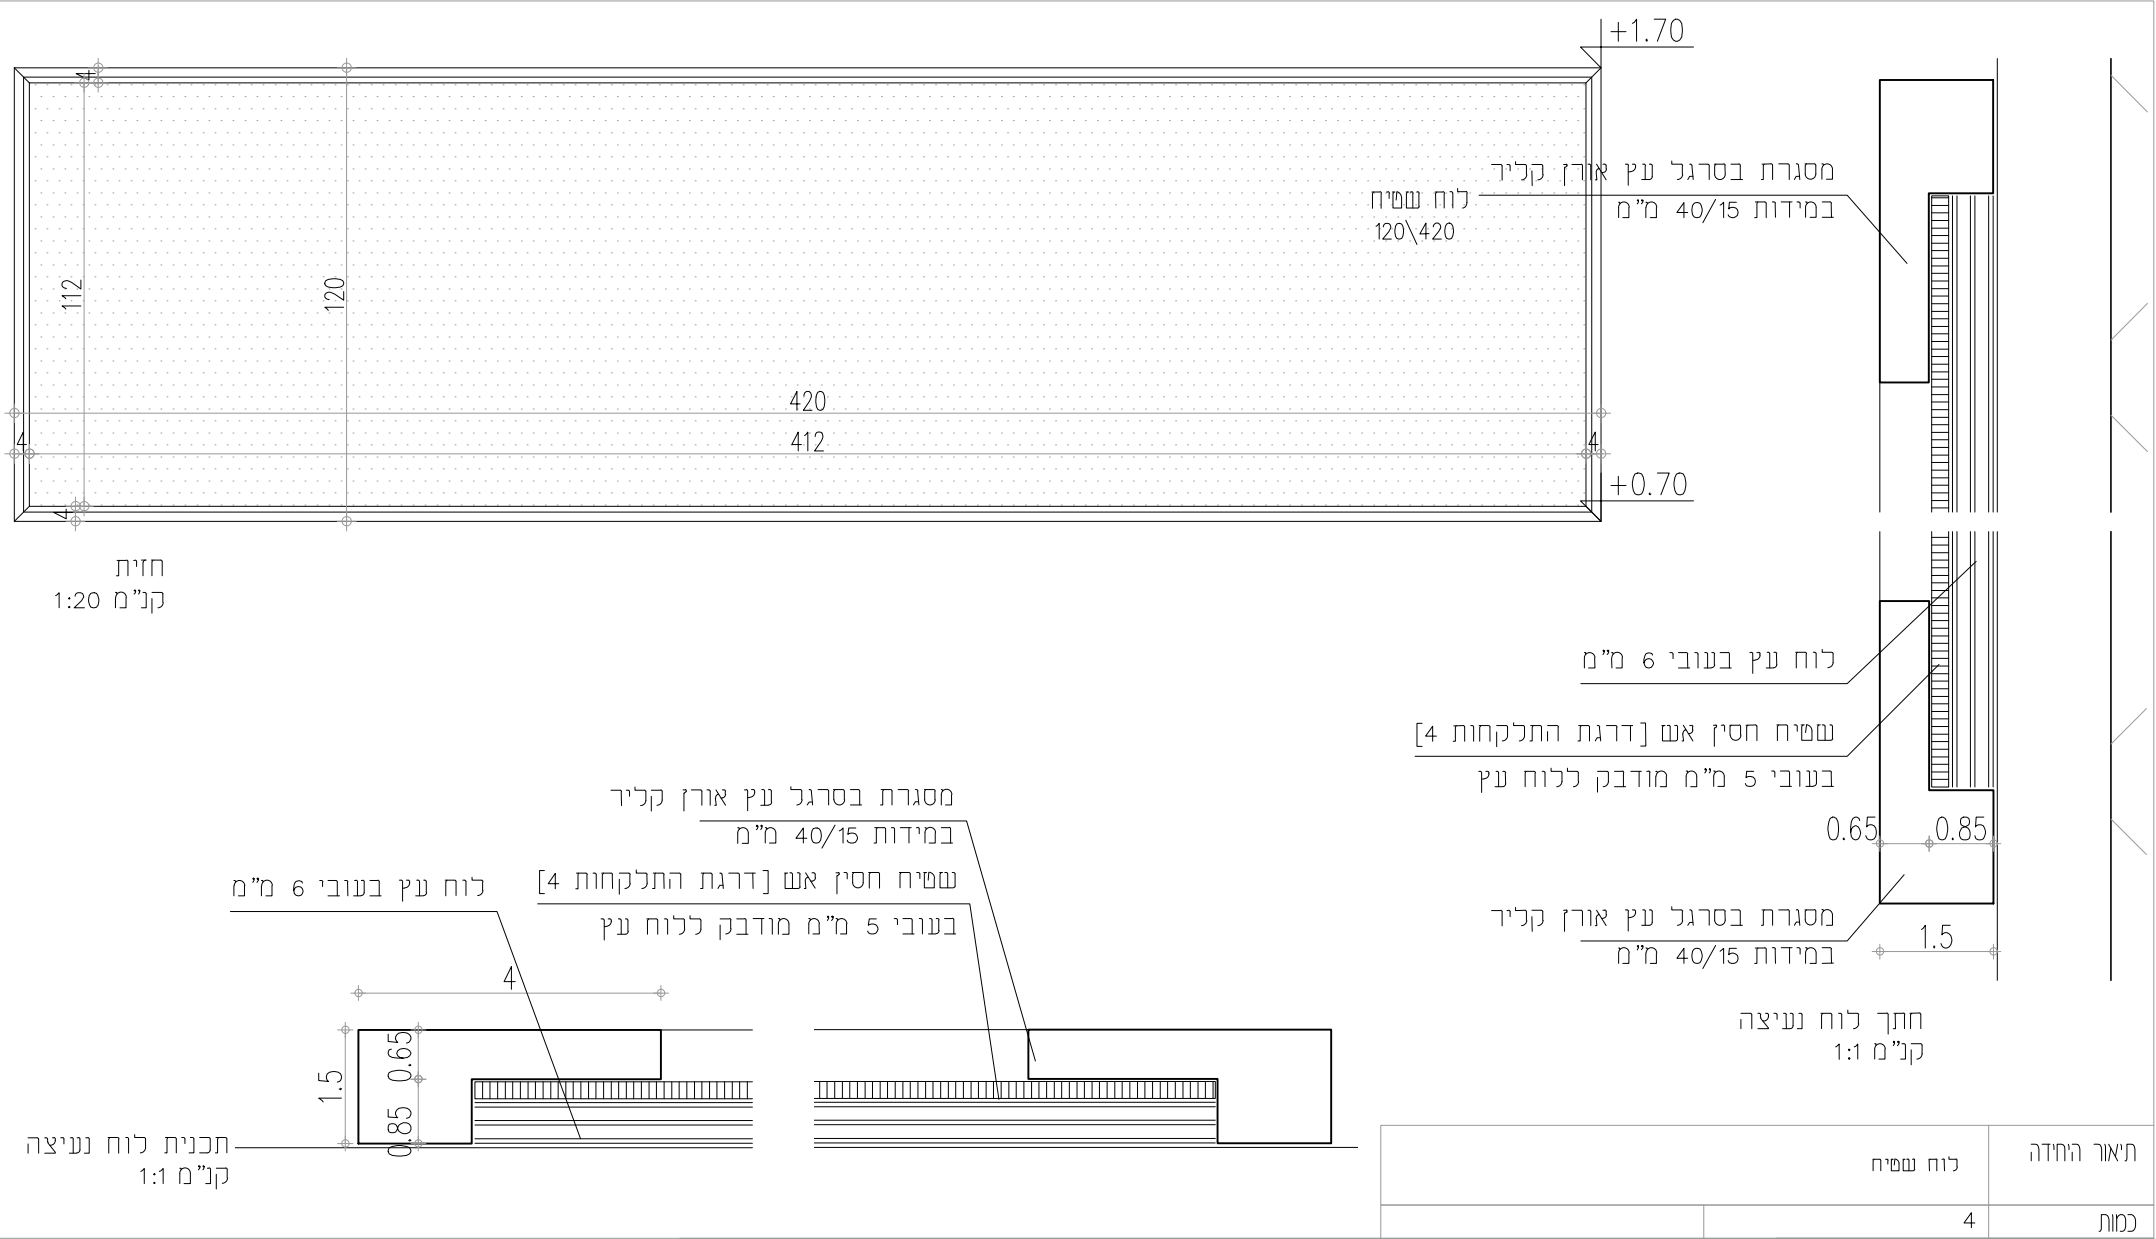 +1.70
4
מסגרת בסרגל עץ אורן קליר
במידות 40/15 מ"מ
לוח שטיח
120\420
112
120
420
4
412
4
+0.70
4
חזית
קנ"מ 1:20
לוח עץ בעובי 6 מ"מ
שטיח חסין אש [דרגת התלקחות 4]
בעובי 5 מ"מ מודבק ללוח עץ
0.65
0.85
מסגרת בסרגל עץ אורן קליר
במידות 40/15 מ"מ
1.5
חתך לוח נעיצה
קנ"מ 1:1
מסגרת בסרגל עץ אורן קליר
במידות 40/15 מ"מ
שטיח חסין אש [דרגת התלקחות 4]
בעובי 5 מ"מ מודבק ללוח עץ
לוח עץ בעובי 6 מ"מ
4
1.5
0.65
0.85
תכנית לוח נעיצה
קנ"מ 1:1
תיאור היחידה
לוח שטיח
כמות
4